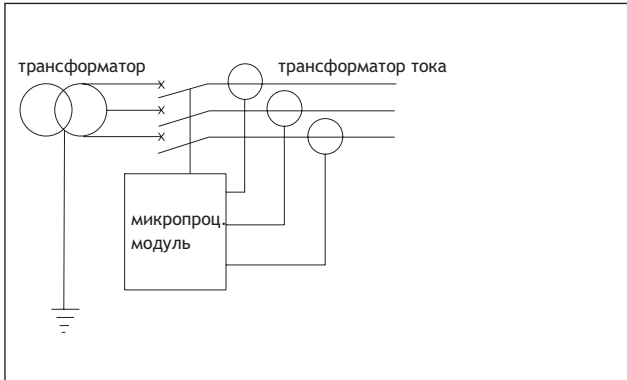 трансформатор
трансформатор тока
микропроц.
модуль